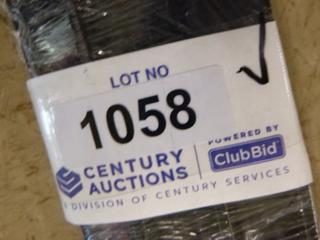 LOT NO
1058
CENTURY
AUCTIONS
POWERED BY
ClubBid
A DIVISION OF CENTURY SERVICES